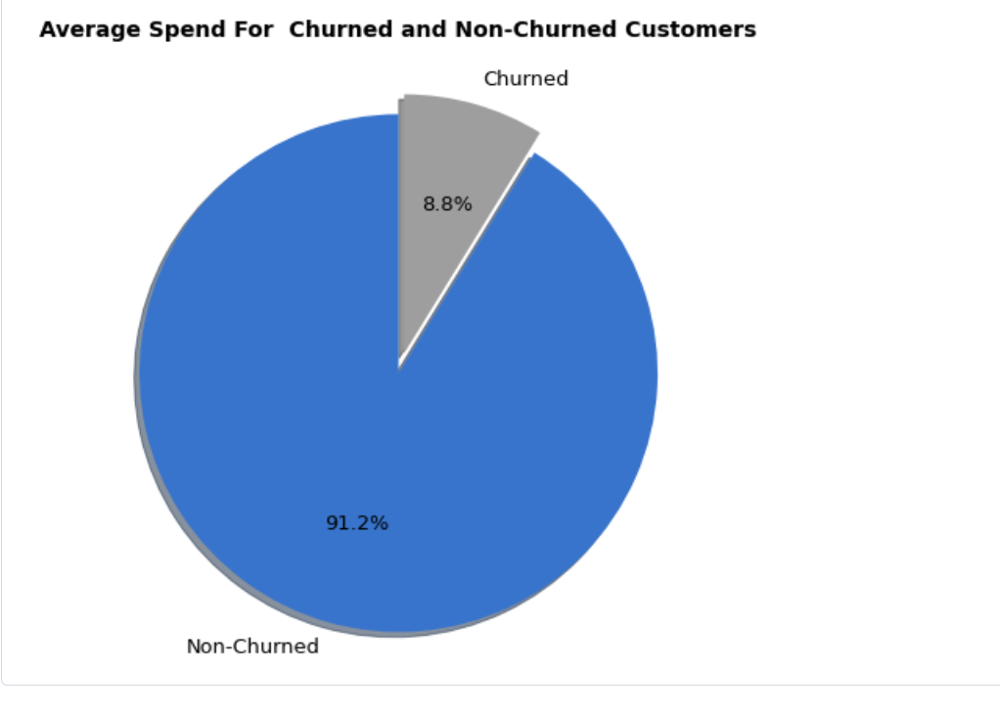 Average Spend For  Churned and Non-Churned Customers
Churned
8.8%
91.2%
Non-Churned